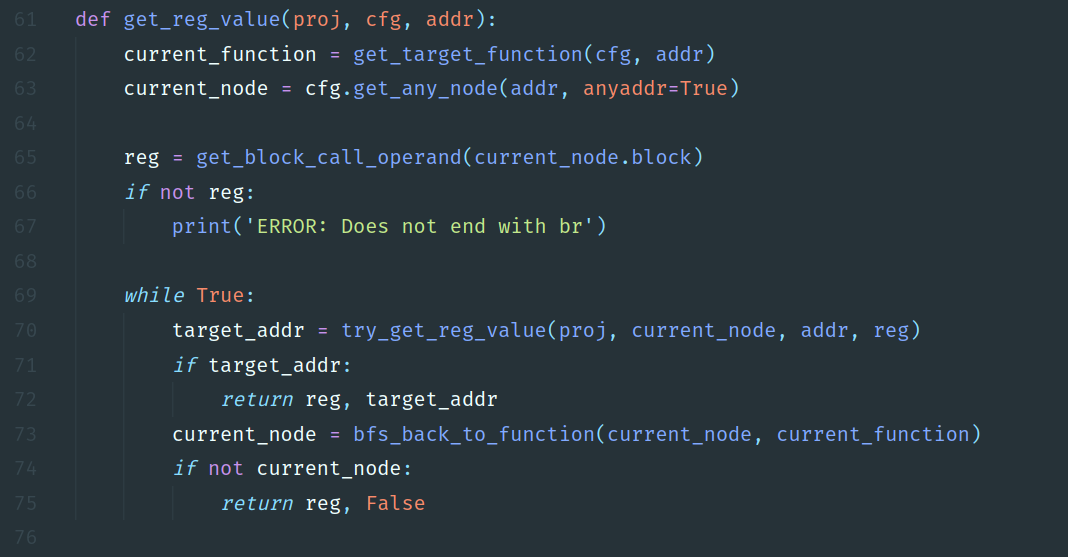 61 def get_reg_value(proj, cfg, addr):
62     current_function = get_target_function(cfg, addr)
63     current_node = cfg.get_any_node(addr, anyaddr=True)
64
65     reg = get_block_call_operand(current_node.block)
66     if not reg:
67         print('ERROR: Does not end with br')
68
69     while True:
70         target_addr = try_get_reg_value(proj, current_node, addr, reg)
71         if target_addr:
72             return reg, target_addr
73         current_node = bfs_back_to_function(current_node, current_function)
74         if not current_node:
75             return reg, False
76